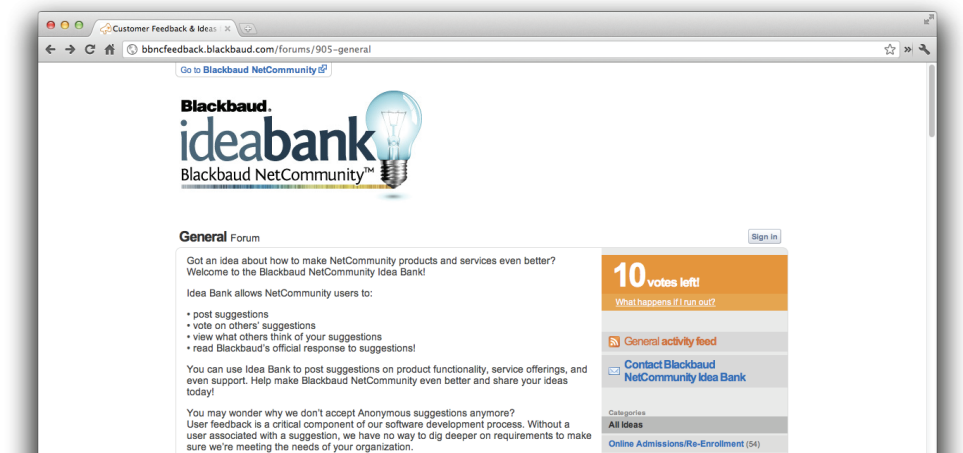 Customer Feedback & Ideas
bbncfeedback.blackbaud.com/forums/905-general
Go to Blackbaud NetCommunity
Blackbaud.
ideabank
Blackbaud NetCommunity™
General Forum
Sign in
Got an idea about how to make NetCommunity products and services even better?
Welcome to the Blackbaud NetCommunity Idea Bank!
Idea Bank allows NetCommunity users to:
• post suggestions
• vote on others' suggestions
• view what others think of your suggestions
• read Blackbaud's official response to suggestions!
You can use Idea Bank to post suggestions on product functionality, service offerings, and
even support. Help make Blackbaud NetCommunity even better and share your ideas
today!
You may wonder why we don't accept Anonymous suggestions anymore?
User feedback is a critical component of our software development process. Without a
user associated with a suggestion, we have no way to dig deeper on requirements to make
sure we're meeting the needs of your organization.
10 votes left!
What happens if I run out?
General activity feed
Contact Blackbaud
NetCommunity Idea Bank
Categories
All Ideas
Online Admissions/Re-Enrollment (54)